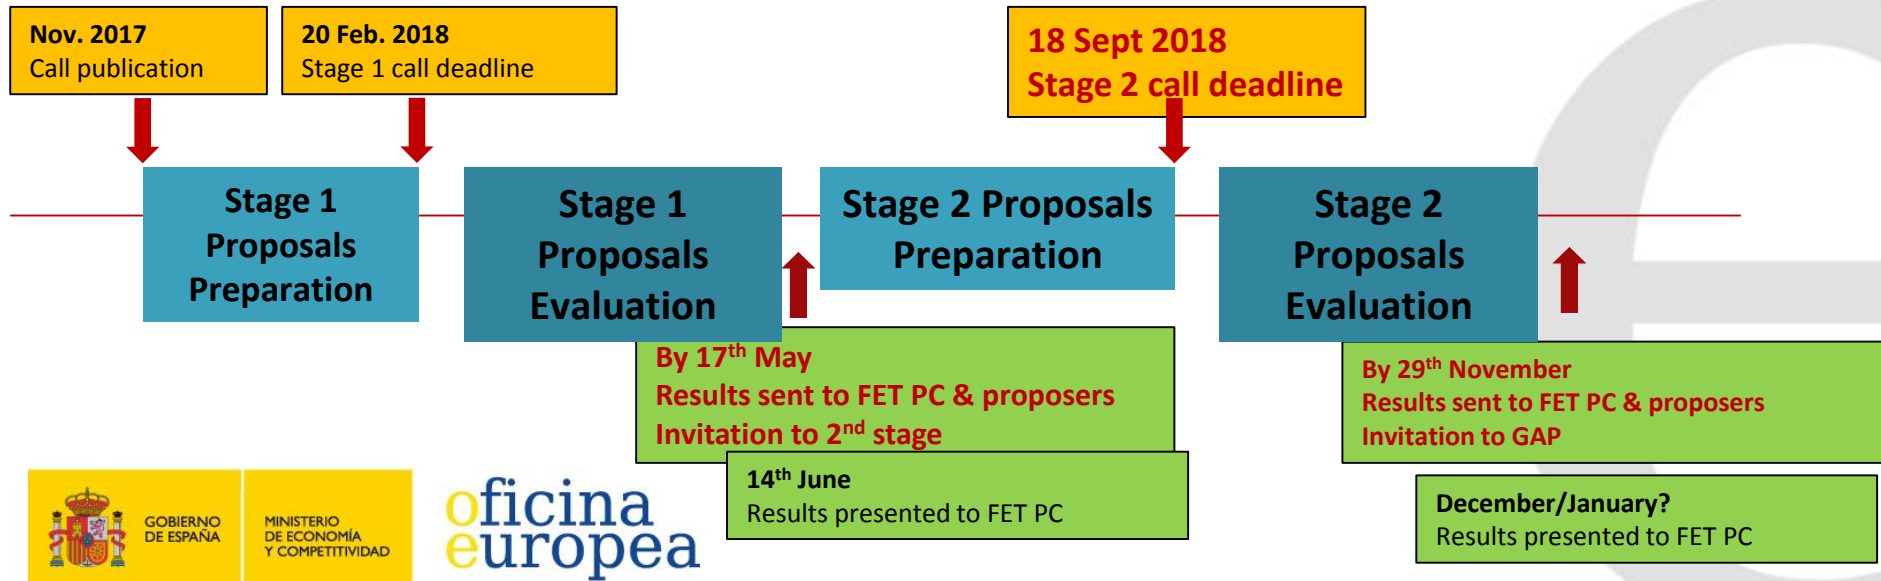 Nov. 2017
Call publication
20 Feb. 2018
Stage 1 call deadline
18 Sept 2018
Stage 2 call deadline
Stage 1
Proposals
Preparation
Stage 1
Proposals
Evaluation
Stage 2 Proposals
Preparation
Stage 2
Proposals
Evaluation
By 17th May
Results sent to FET PC & proposers
Invitation to 2nd stage
14th June
Results presented to FET PC
By 29th November
Results sent to FET PC & proposers
Invitation to GAP
December/January?
Results presented to FET PC
GOBIERNO
DE ESPAÑA
MINISTERIO
DE ECONOMÍA
Y COMPETITIVIDAD
oficina
europea